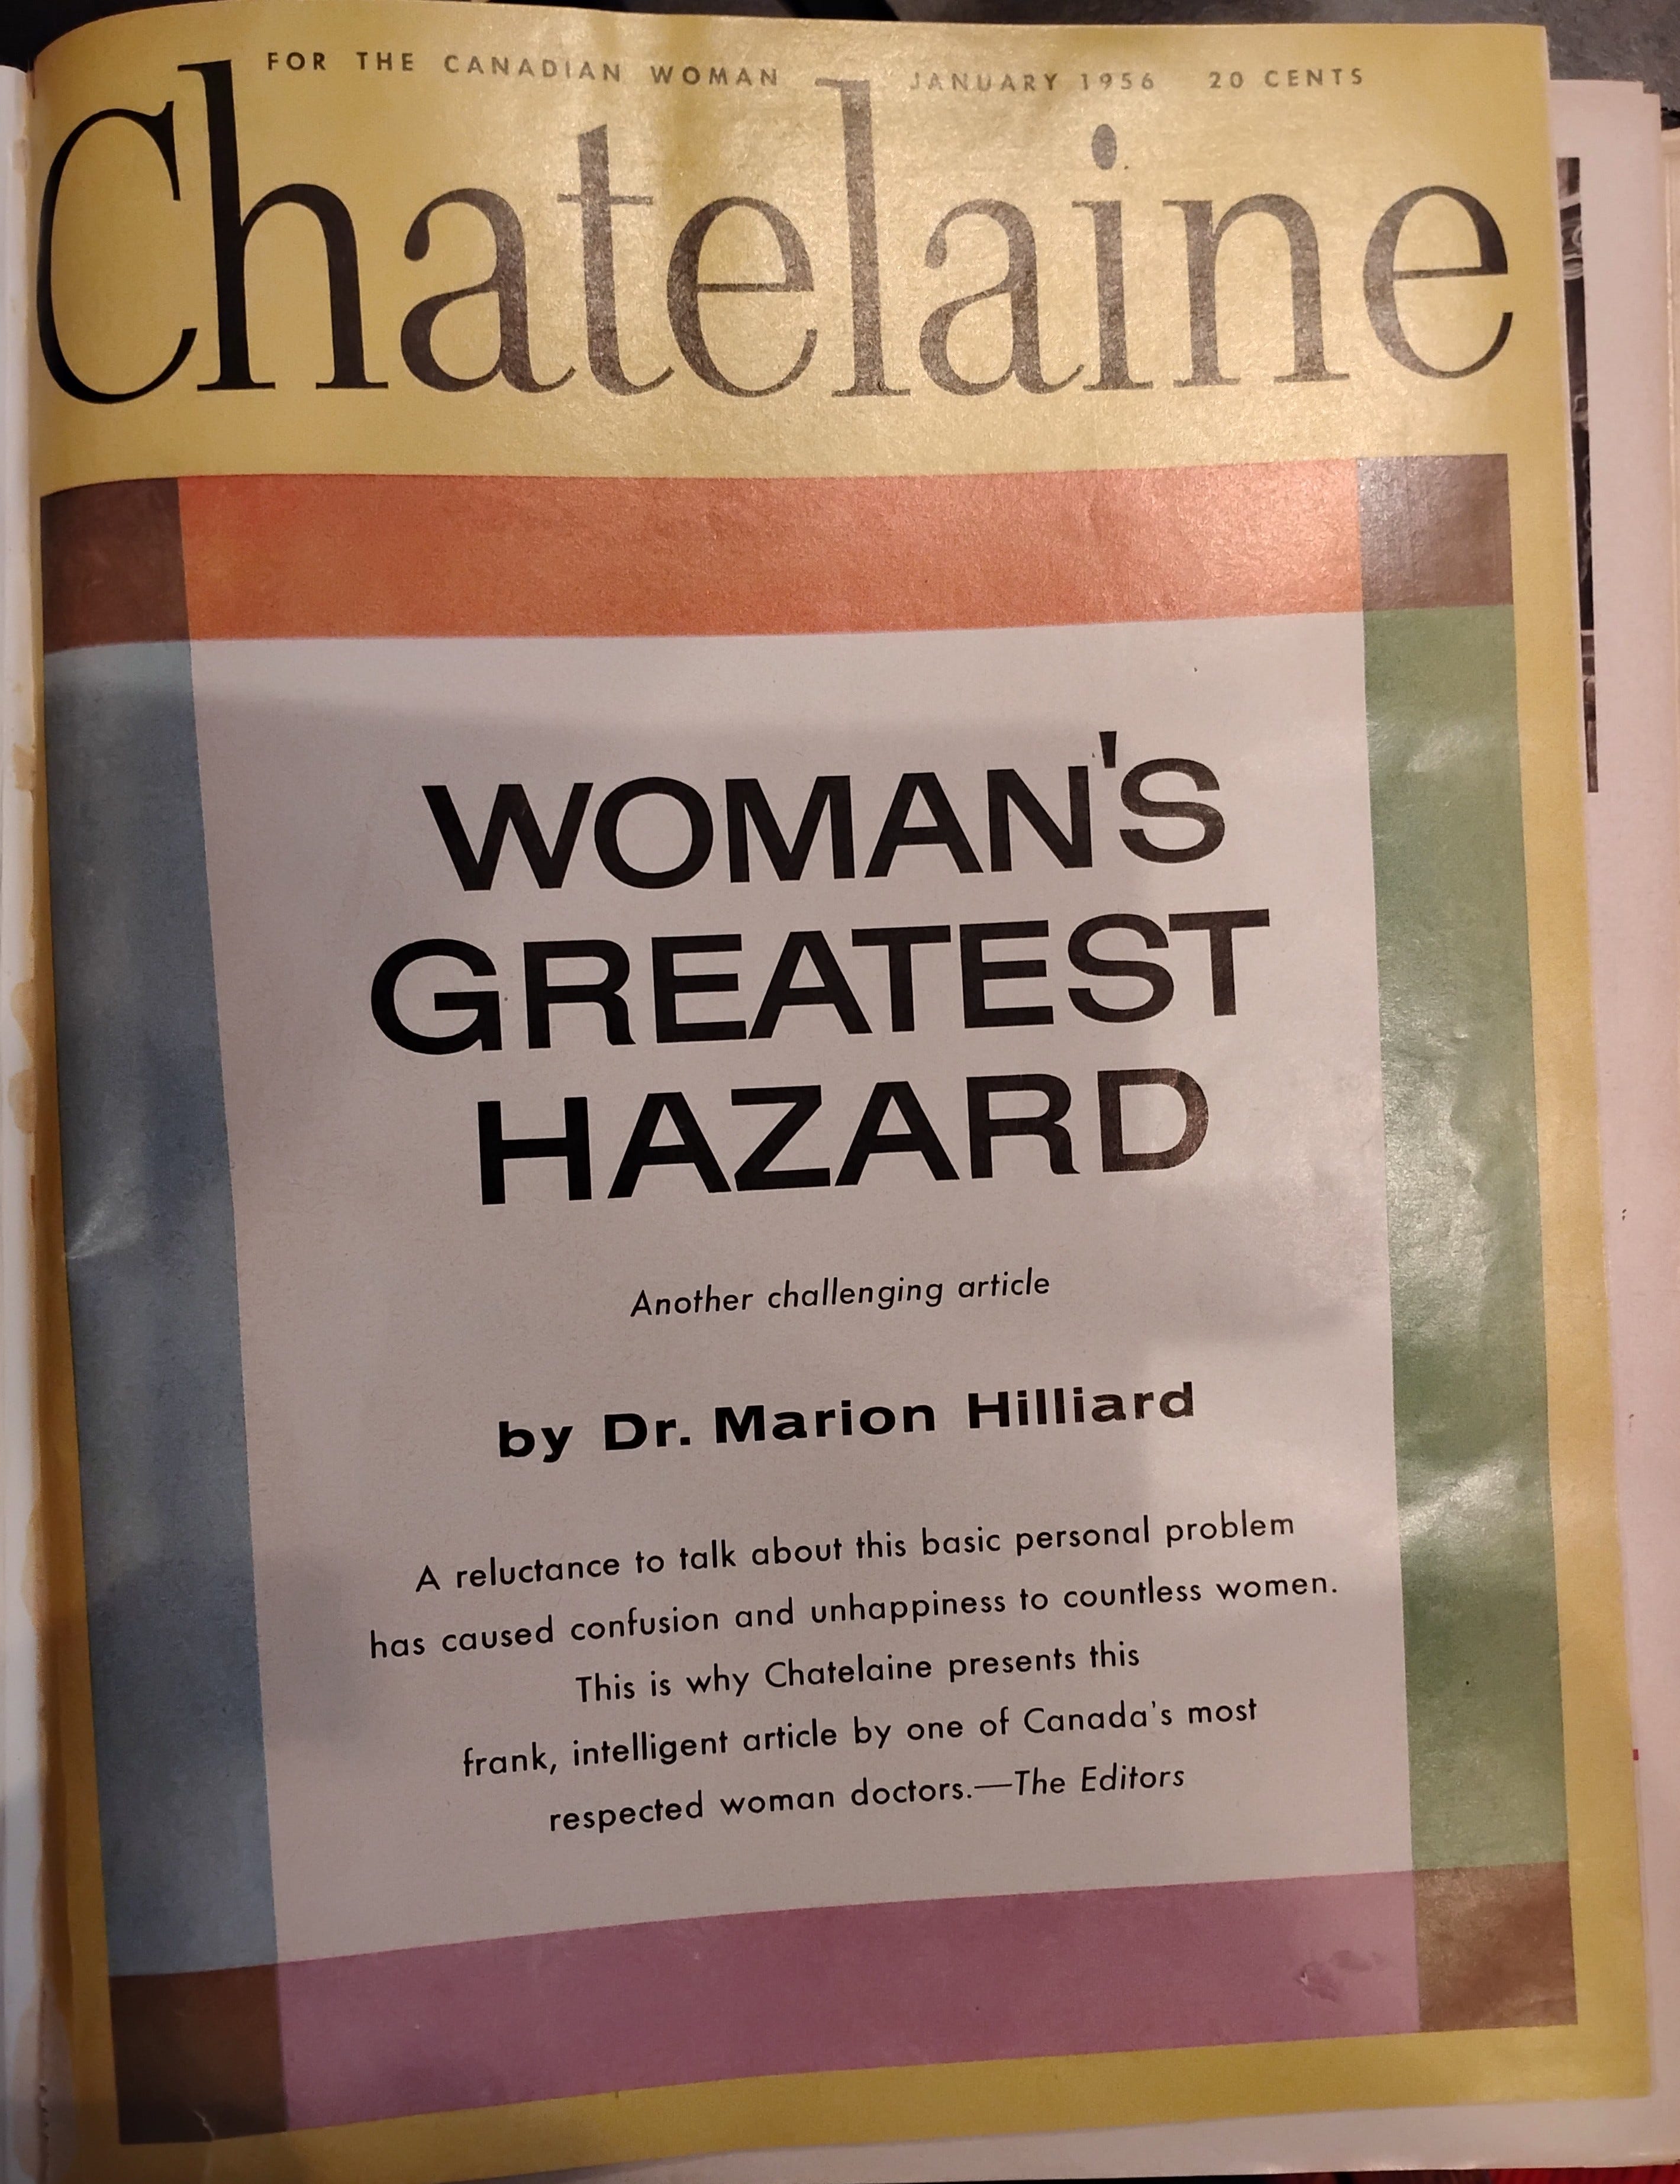 FOR THE CANADIAN WOMAN JANUARY 1956 20 CENTS
Chatelaine
WOMAN'S
GREATEST
HAZARD
Another challenging article
by Dr. Marion Hilliard
A reluctance to talk about this basic personal problem
has caused confusion and unhappiness to countless women.
This is why Chatelaine presents this
frank, intelligent article by one of Canada's most
respected woman doctors.—The Editors